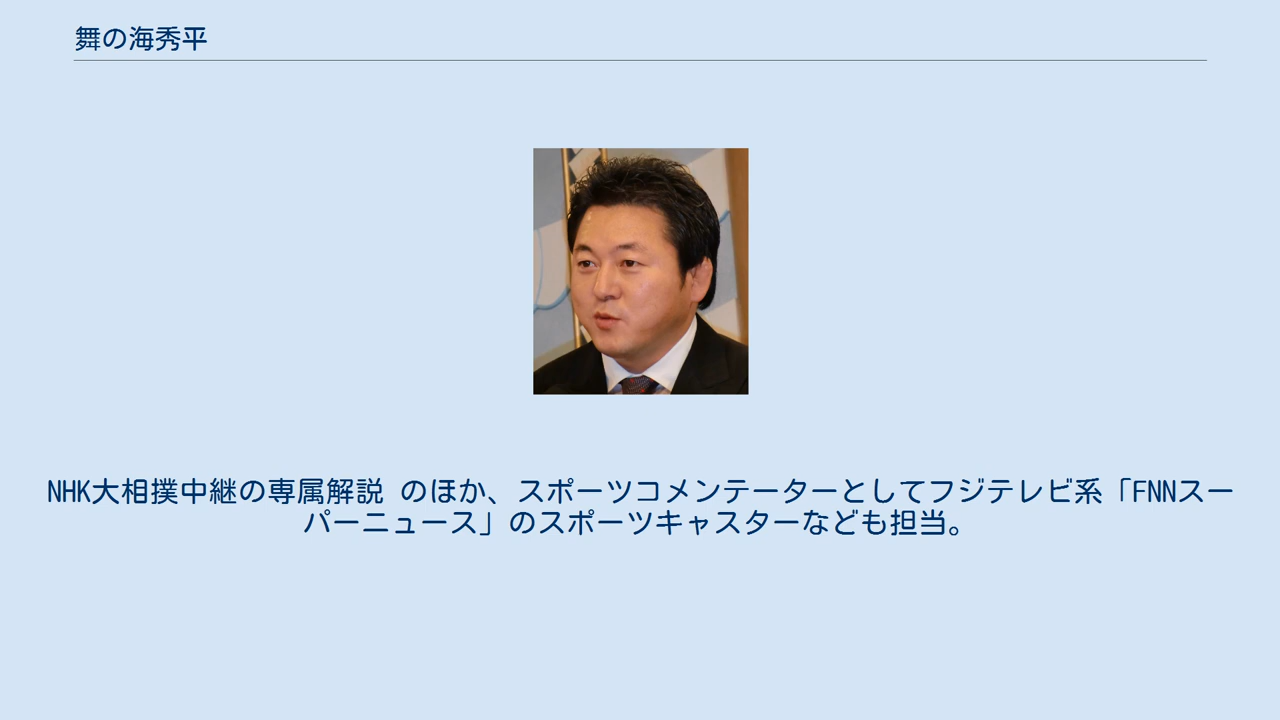 舞の海秀平
NHK大相撲中継の専属解説 のほか、スポーツコメンテーターとしてフジテレビ系「FNNスー
パーニュース」のスポーツキャスターなども担当。